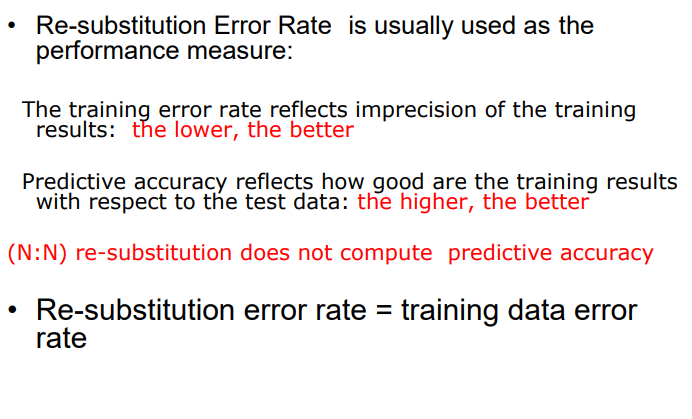 • Re-substitution Error Rate  is usually used as the
performance measure:
The training error rate reflects imprecision of the training
results:  the lower, the better
Predictive accuracy reflects how good are the training results
with respect to the test data: the higher, the better
(N:N) re-substitution does not compute  predictive accuracy
• Re-substitution error rate = training data error
rate